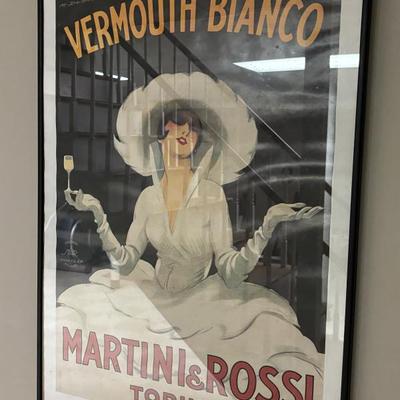 VERMOUTH BIANCO
MARTINI & ROSSI